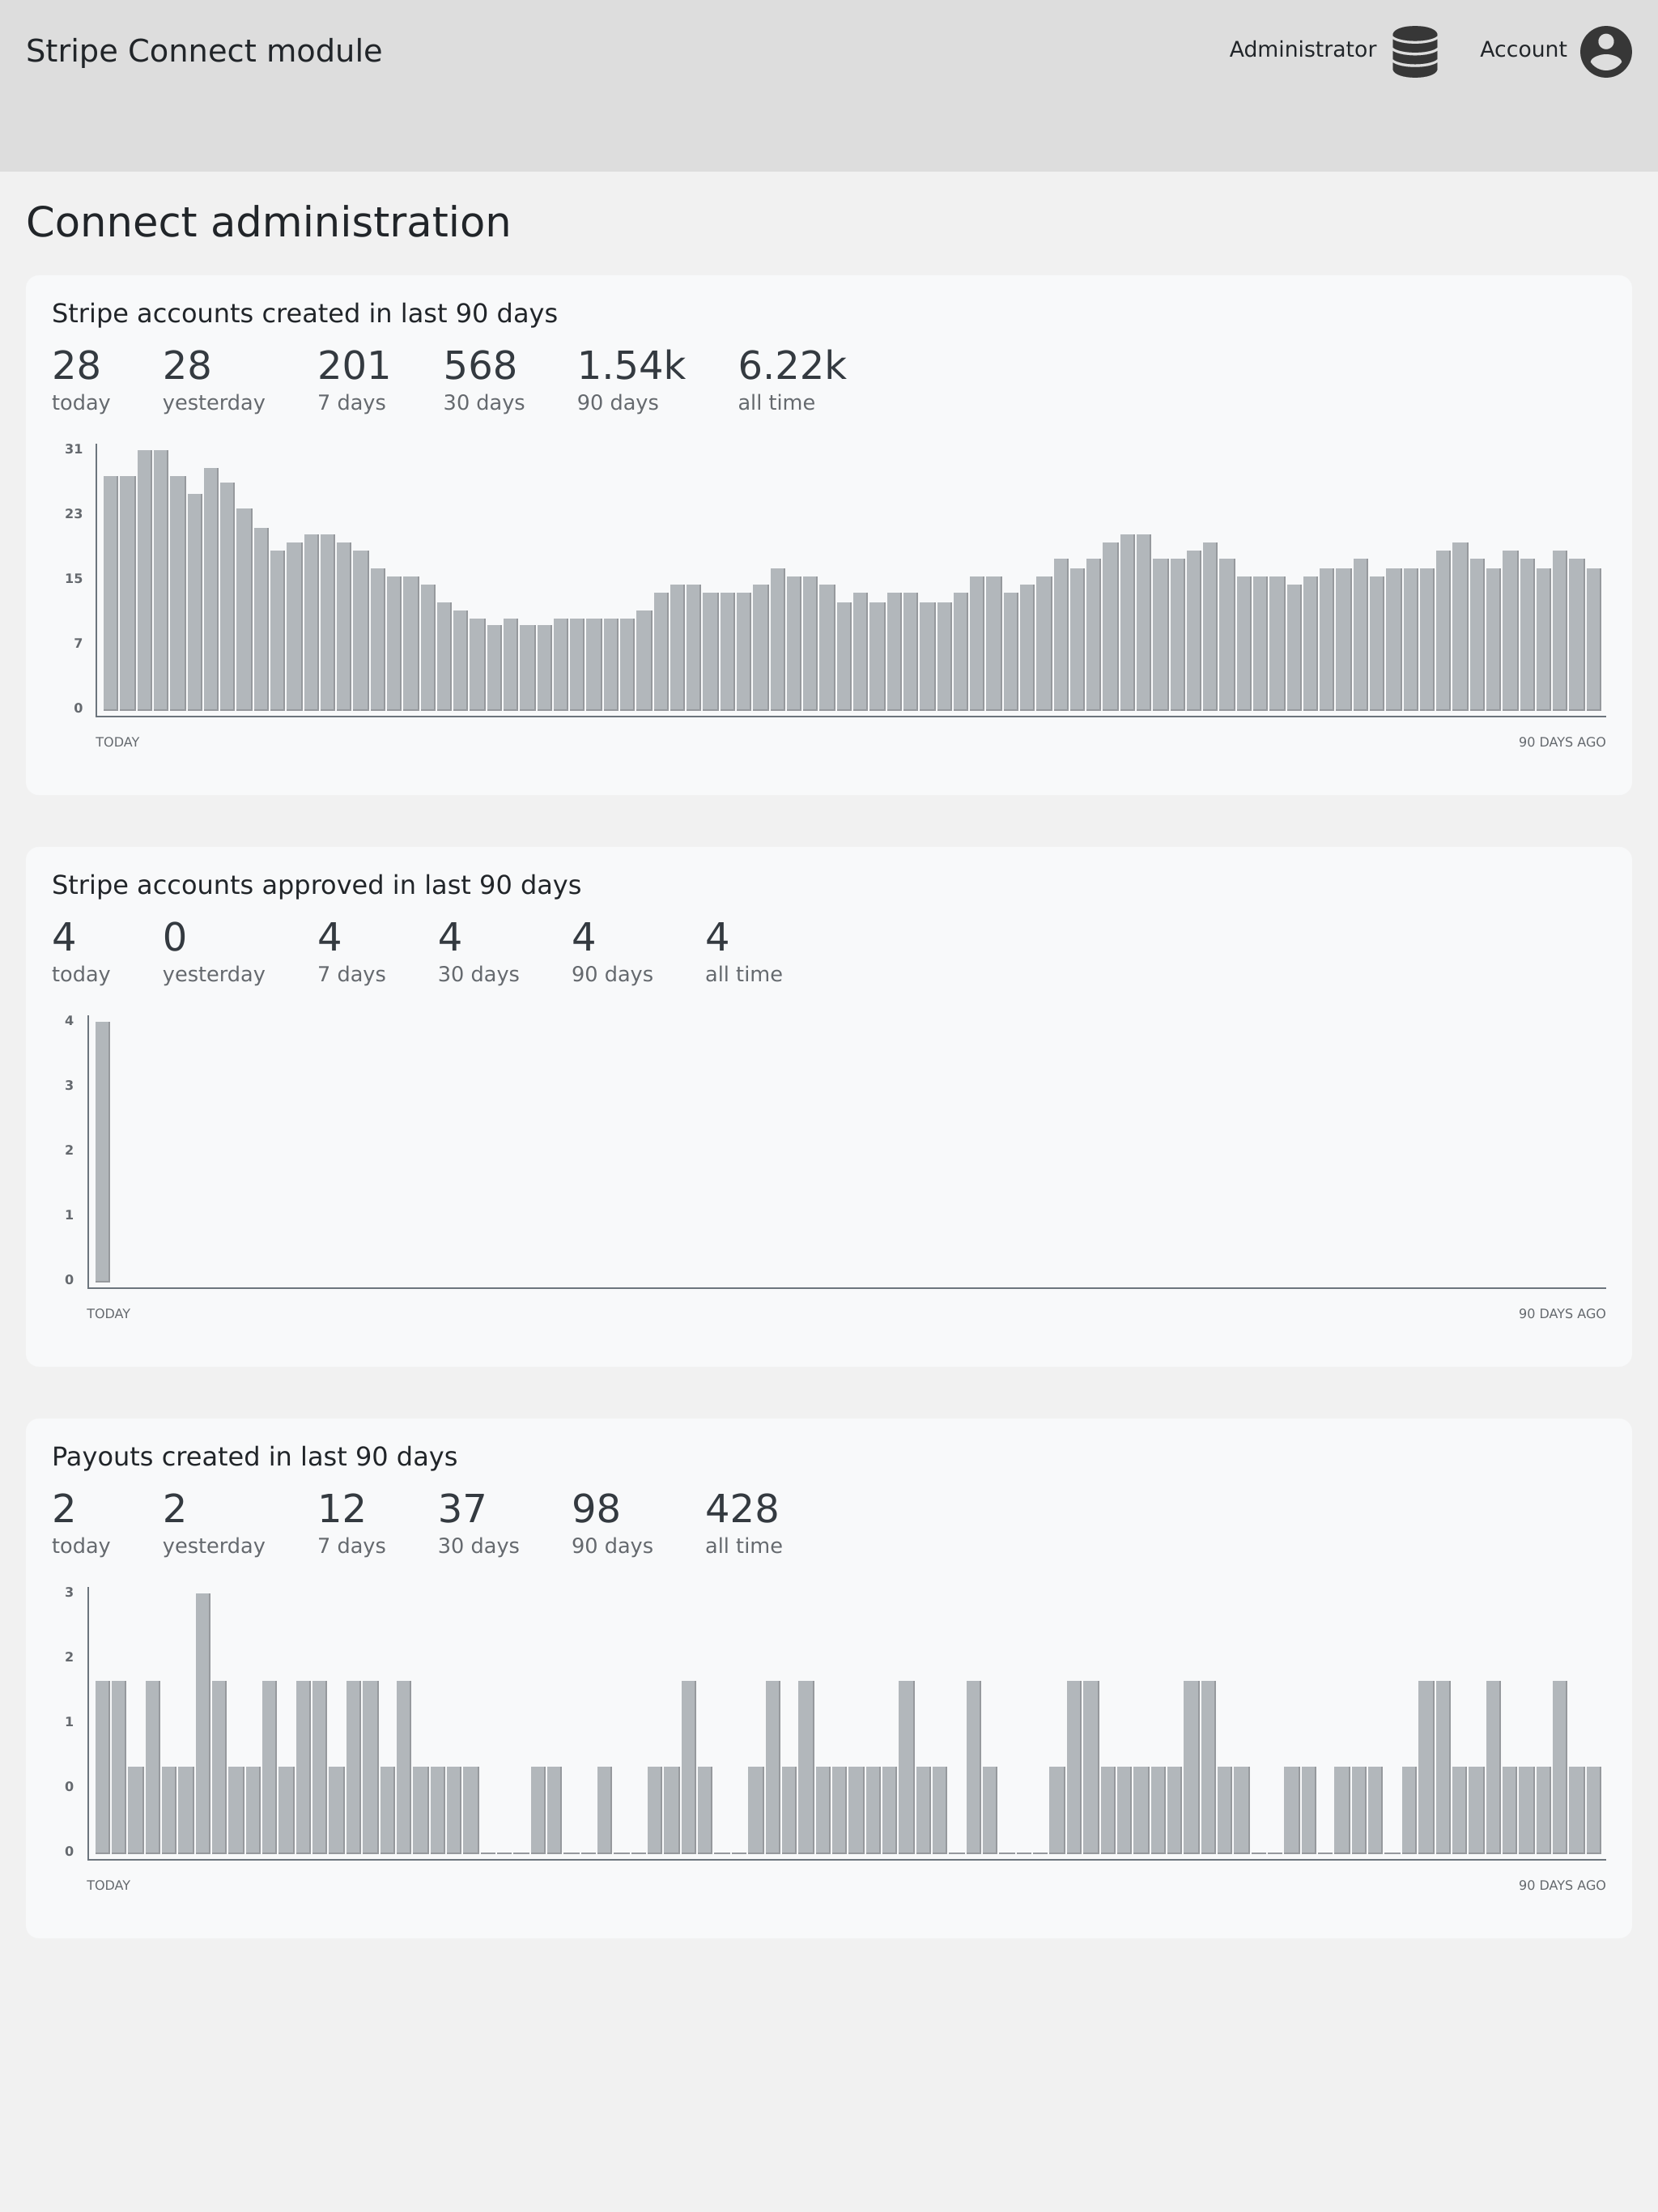 Stripe Connect module
Administrator
Account
Connect administration
Stripe accounts created in last 90 days
28 28 201 568 1.54k 6.22k
today yesterday 7 days 30 days 90 days all time
31
23
15
7
0
TODAY 90 DAYS AGO
Stripe accounts approved in last 90 days
4 0 4 4 4 4
today yesterday 7 days 30 days 90 days all time
4
3
2
1
0
TODAY 90 DAYS AGO
Payouts created in last 90 days
2 2 12 37 98 428
today yesterday 7 days 30 days 90 days all time
3
2
1
0
0
TODAY 90 DAYS AGO